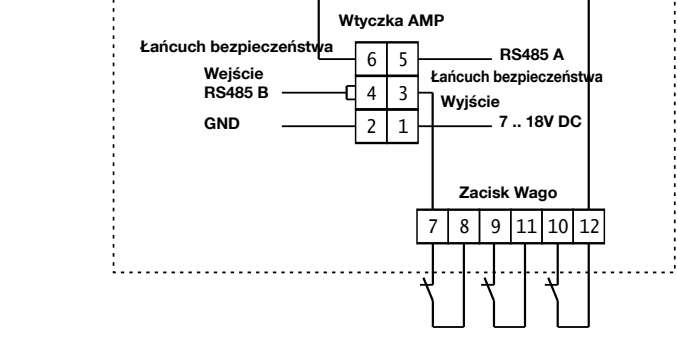 Wtyczka AMP
Łańcuch bezpieczeństwa
6 5
RS485 A
Wejście
Łańcuch bezpieczeństwa
RS485 B
4 3
Wyjście
GND
2 1
7 .. 18V DC
Zacisk Wago
7 8 9 11 10 12